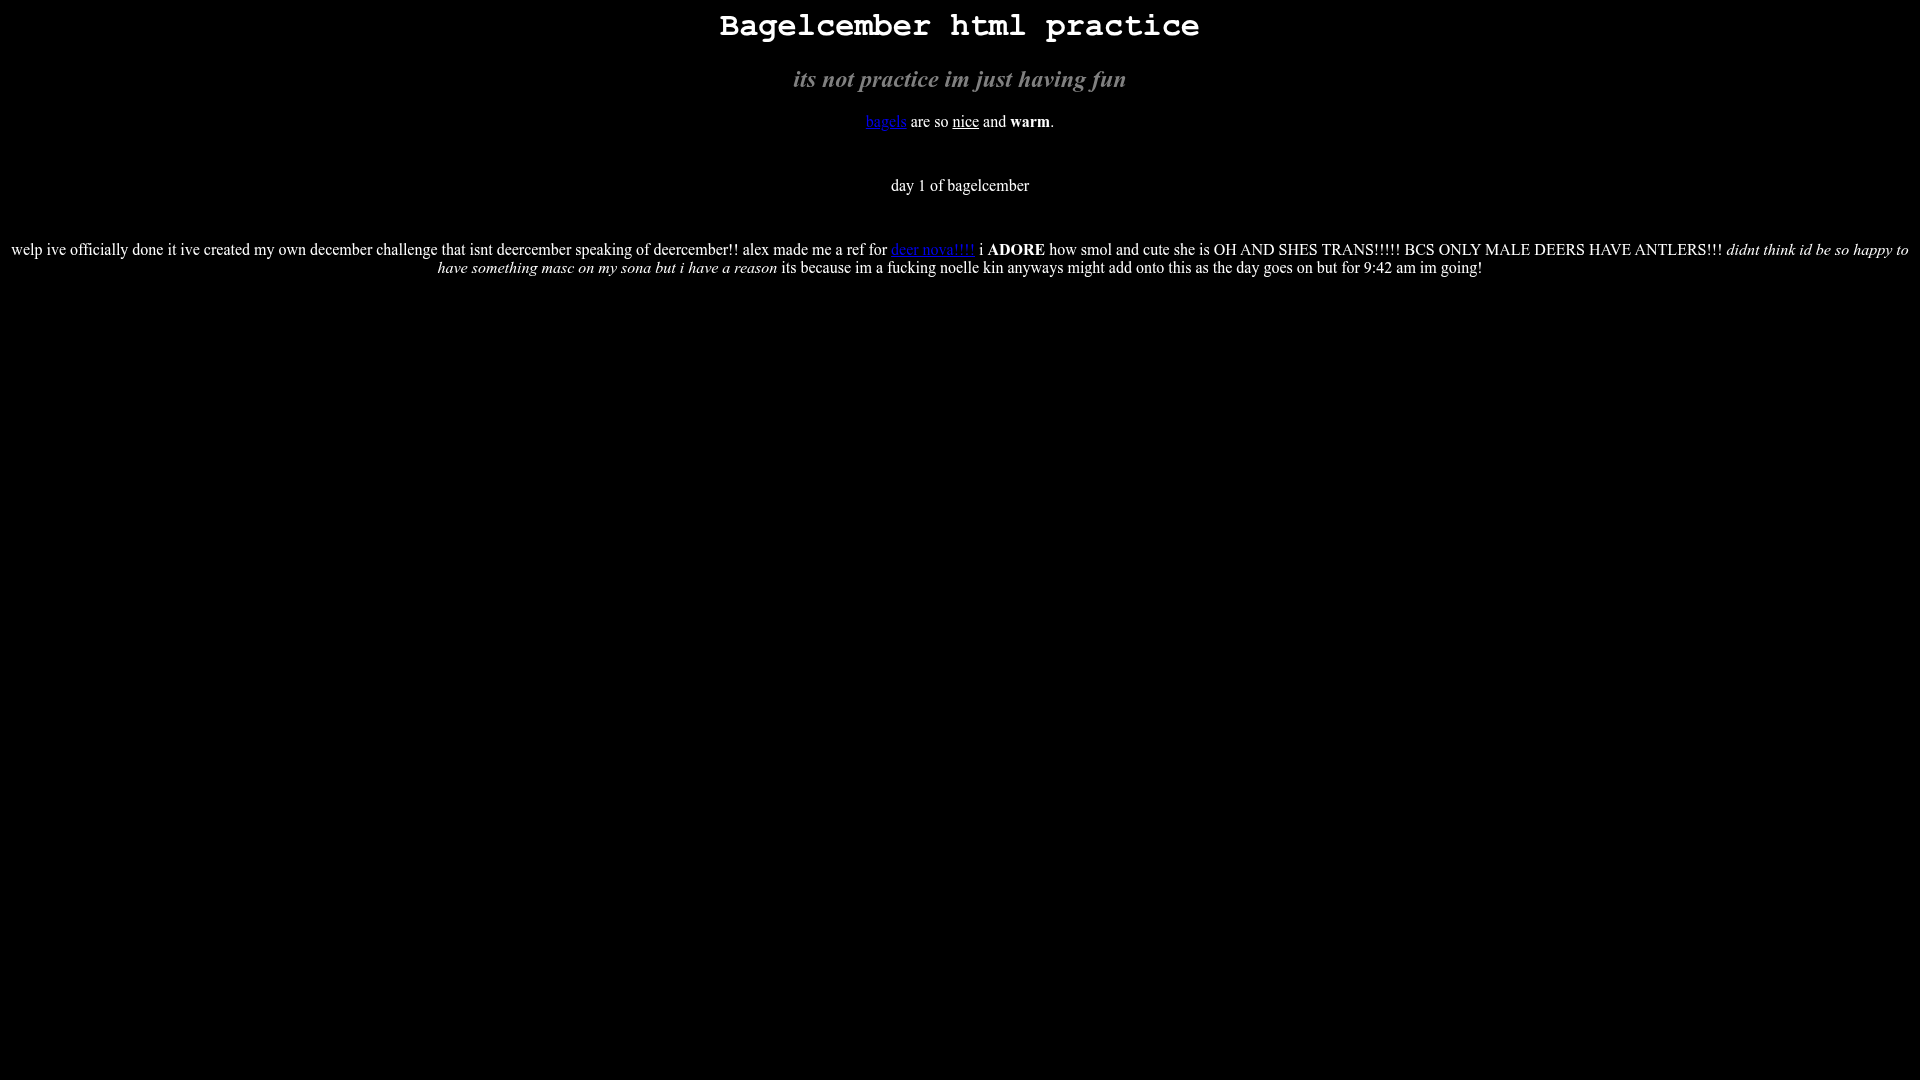 Bagelcember html practice
its not practice im just having fun
bagels are so nice and warm.
day 1 of bagelcember
welp ive officially done it ive created my own december challenge that isnt deercember speaking of deercember!! alex made me a ref for deer nova!!!! i ADORE how smol and cute she is OH AND SHES TRANS!!!!! BCS ONLY MALE DEERS HAVE ANTLERS!!! didnt think id be so happy to
have something masc on my sona but i have a reason its because im a fucking noelle kin anyways might add onto this as the day goes on but for 9:42 am im going!